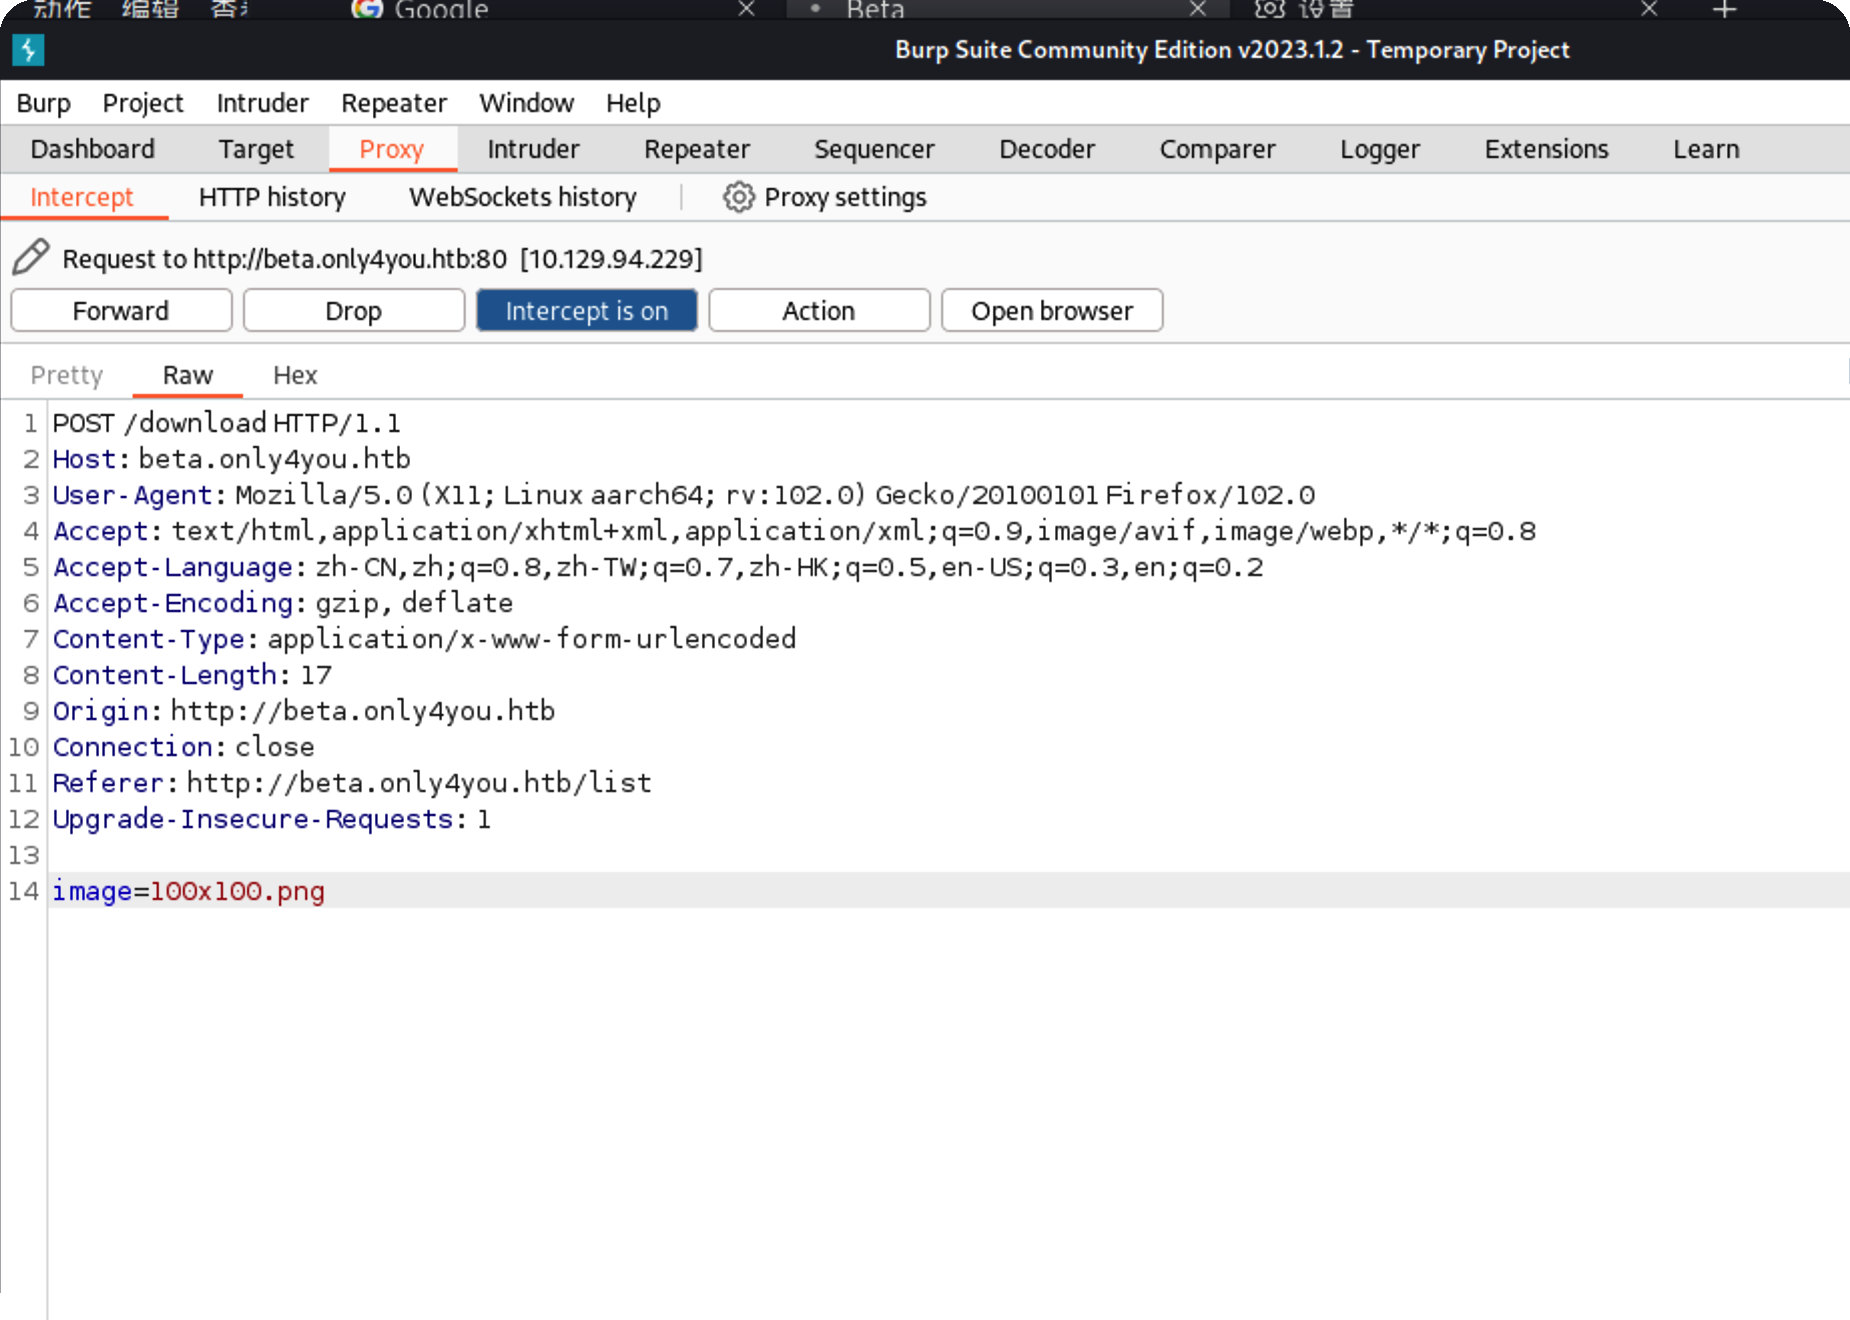 动作 编辑 Google × Beta × 设置 × +
Burp Suite Community Edition v2023.1.2 - Temporary Project
Burp Project Intruder Repeater Window Help
Dashboard Target Proxy Intruder Repeater Sequencer Decoder Comparer Logger Extensions Learn
Intercept HTTP history WebSockets history Proxy settings
Request to http://beta.only4you.htb:80 [10.129.94.229]
Forward Drop Intercept is on Action Open browser
Pretty Raw Hex
1 POST /download HTTP/1.1
2 Host: beta.only4you.htb
3 User-Agent: Mozilla/5.0 (X11; Linux aarch64; rv:102.0) Gecko/20100101 Firefox/102.0
4 Accept: text/html,application/xhtml+xml,application/xml;q=0.9,image/avif,image/webp,*/*;q=0.8
5 Accept-Language: zh-CN,zh;q=0.8,zh-TW;q=0.7,zh-HK;q=0.5,en-US;q=0.3,en;q=0.2
6 Accept-Encoding: gzip, deflate
7 Content-Type: application/x-www-form-urlencoded
8 Content-Length: 17
9 Origin: http://beta.only4you.htb
10 Connection: close
11 Referer: http://beta.only4you.htb/list
12 Upgrade-Insecure-Requests: 1
13
14 image=100x100.png